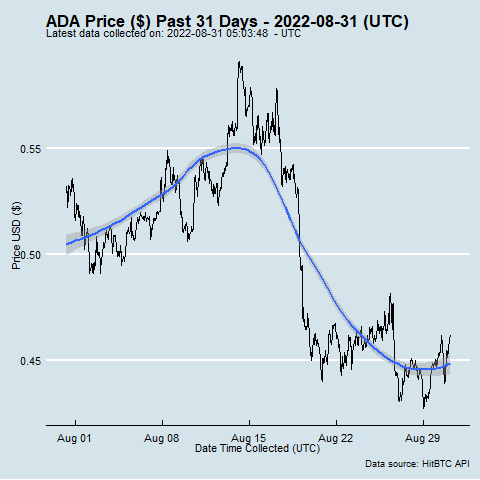 ADA Price ($) Past 31 Days - 2022-08-31 (UTC)
Latest data collected on: 2022-08-31 05:03:48 - UTC
Price USD ($)
0.55
0.50
0.45
Aug 01 Aug 08 Aug 15 Aug 22 Aug 29
Date Time Collected (UTC)
Data source: HitBTC API